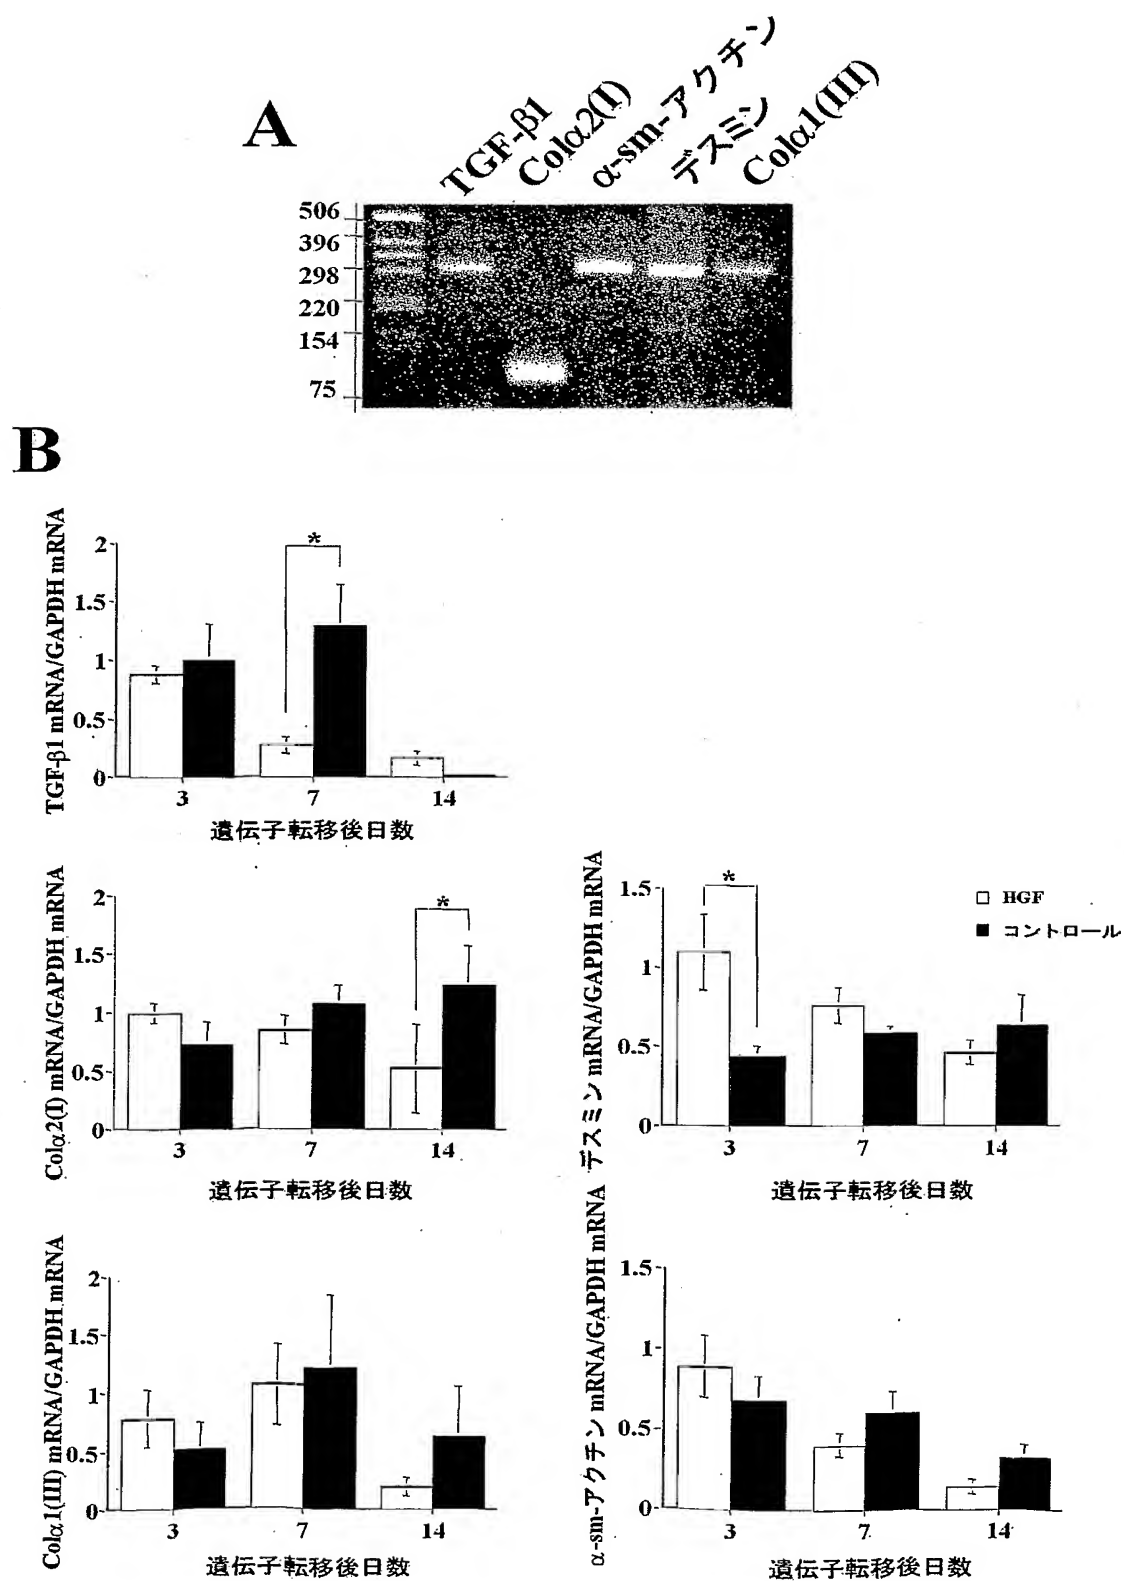 A
TGF-β1
Colα2(I)
α-sm-アクチン
デスミン
Colα1(III)
506
396
298
220
154
75
B
TGF-β1 mRNA/GAPDH mRNA
2
1.5
1
0.5
0
*
3 7 14
遺伝子転移後日数
Colα2(I) mRNA/GAPDH mRNA
2
1.5
1
0.5
0
*
3 7 14
遺伝子転移後日数
デスミン mRNA/GAPDH mRNA
1.5
1
0.5
0
*
3 7 14
遺伝子転移後日数
HGF
コントロール
Colα1(III) mRNA/GAPDH mRNA
2
1.5
1
0.5
0
3 7 14
遺伝子転移後日数
α-sm-アクチン mRNA/GAPDH mRNA
1.5
1
0.5
0
3 7 14
遺伝子転移後日数